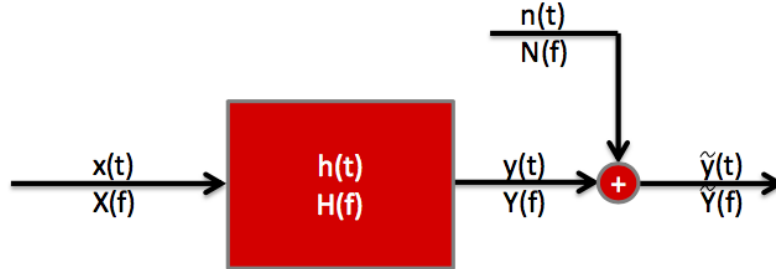 n(t)
N(f)
x(t)
X(f)
h(t)
H(f)
y(t)
Y(f)
+
ỹ(t)
Ỹ(f)